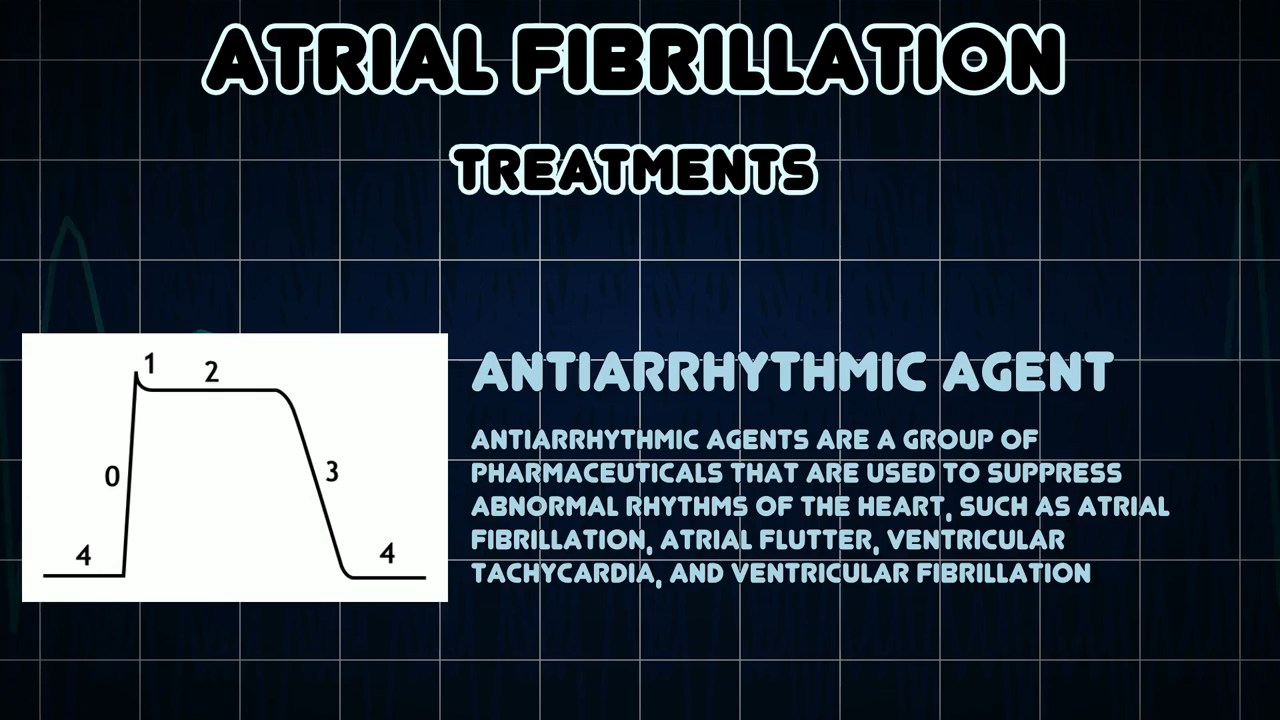 ATRIAL FIBRILLATION
TREATMENTS
1
2
0
3
4
4
ANTIARRHYTHMIC AGENT
ANTIARRHYTHMIC AGENTS ARE A GROUP OF
PHARMACEUTICALS THAT ARE USED TO SUPPRESS
ABNORMAL RHYTHMS OF THE HEART, SUCH AS ATRIAL
FIBRILLATION, ATRIAL FLUTTER, VENTRICULAR
TACHYCARDIA, AND VENTRICULAR FIBRILLATION